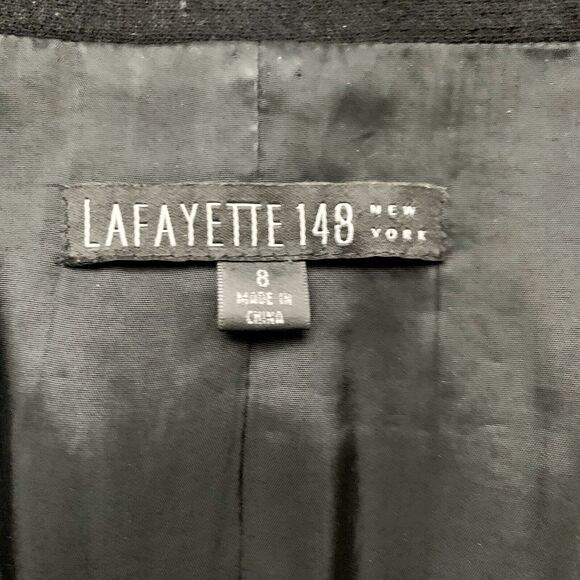 LAFAYETTE 148 NEW YORK
8
MADE IN
CHINA